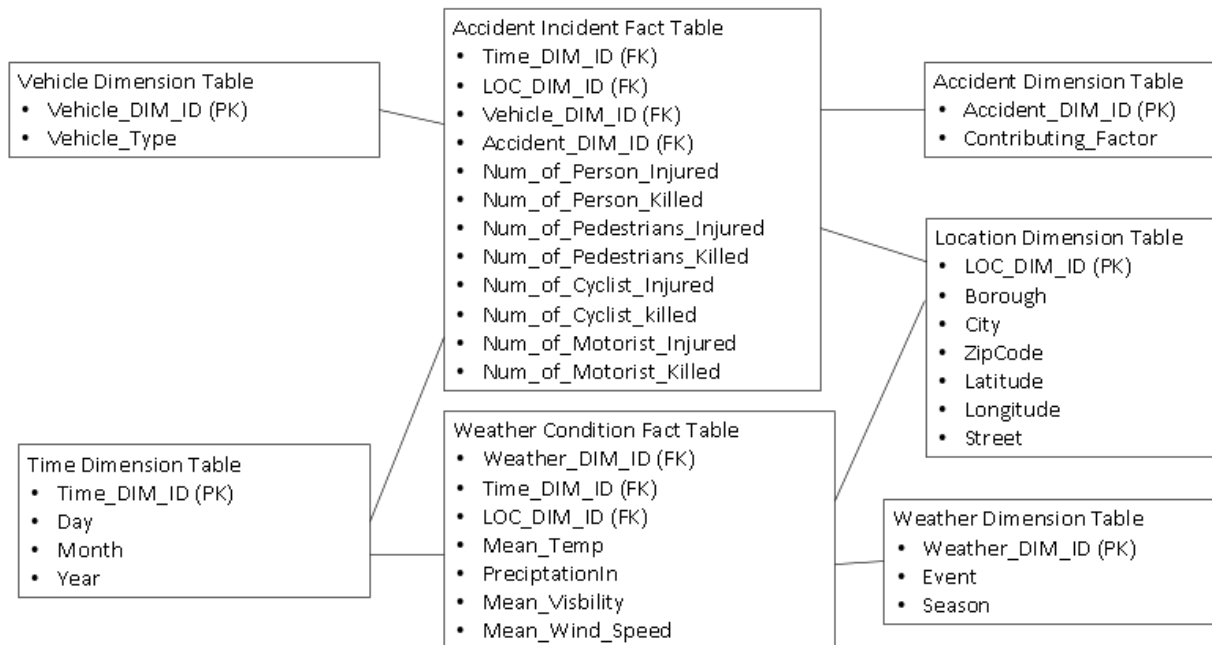 Vehicle Dimension Table
• Vehicle_DIM_ID (PK)
• Vehicle_Type
Accident Incident Fact Table
• Time_DIM_ID (FK)
• LOC_DIM_ID (FK)
• Vehicle_DIM_ID (FK)
• Accident_DIM_ID (FK)
• Num_of_Person_Injured
• Num_of_Person_Killed
• Num_of_Pedestrians_Injured
• Num_of_Pedestrians_Killed
• Num_of_Cyclist_Injured
• Num_of_Cyclist_killed
• Num_of_Motorist_Injured
• Num_of_Motorist_Killed
Accident Dimension Table
• Accident_DIM_ID (PK)
• Contributing_Factor
Location Dimension Table
• LOC_DIM_ID (PK)
• Borough
• City
• ZipCode
• Latitude
• Longitude
• Street
Time Dimension Table
• Time_DIM_ID (PK)
• Day
• Month
• Year
Weather Condition Fact Table
• Weather_DIM_ID (FK)
• Time_DIM_ID (FK)
• LOC_DIM_ID (FK)
• Mean_Temp
• PreciptationIn
• Mean_Visbility
• Mean_Wind_Speed
Weather Dimension Table
• Weather_DIM_ID (PK)
• Event
• Season